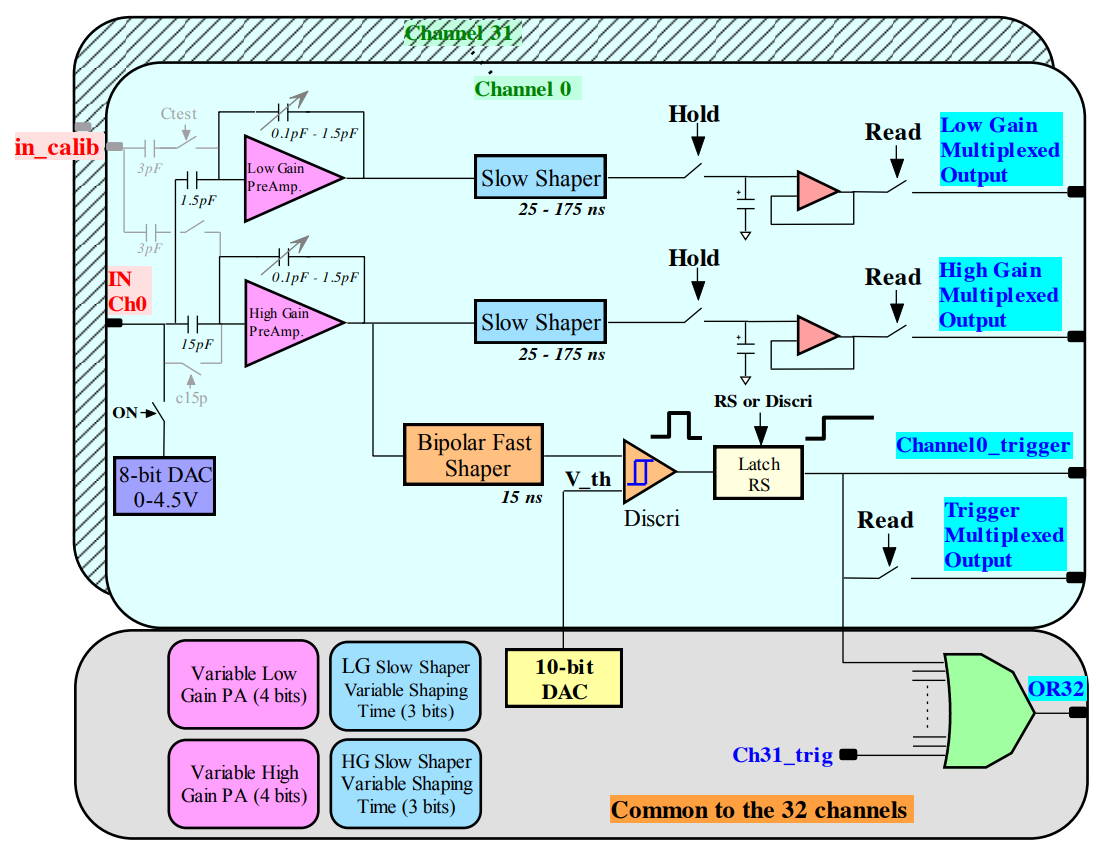 Channel 31
Channel 0
Ctest
in_calib
3pF
0.1pF - 1.5pF
Low Gain
PreAmp.
1.5pF
Slow Shaper
25 - 175 ns
Hold
+
Read
Low Gain
Multiplexed
Output
3pF
IN
Ch0
0.1pF - 1.5pF
High Gain
PreAmp.
15pF
c15p
Slow Shaper
25 - 175 ns
Hold
+
Read
High Gain
Multiplexed
Output
ON
8-bit DAC
0-4.5V
Bipolar Fast
Shaper
15 ns
V_th
Discri
RS or Discri
Latch
RS
Channel0_trigger
Read
Trigger
Multiplexed
Output
Variable Low
Gain PA (4 bits)
LG Slow Shaper
Variable Shaping
Time (3 bits)
10-bit
DAC
OR32
Variable High
Gain PA (4 bits)
HG Slow Shaper
Variable Shaping
Time (3 bits)
Ch31_trig
Common to the 32 channels